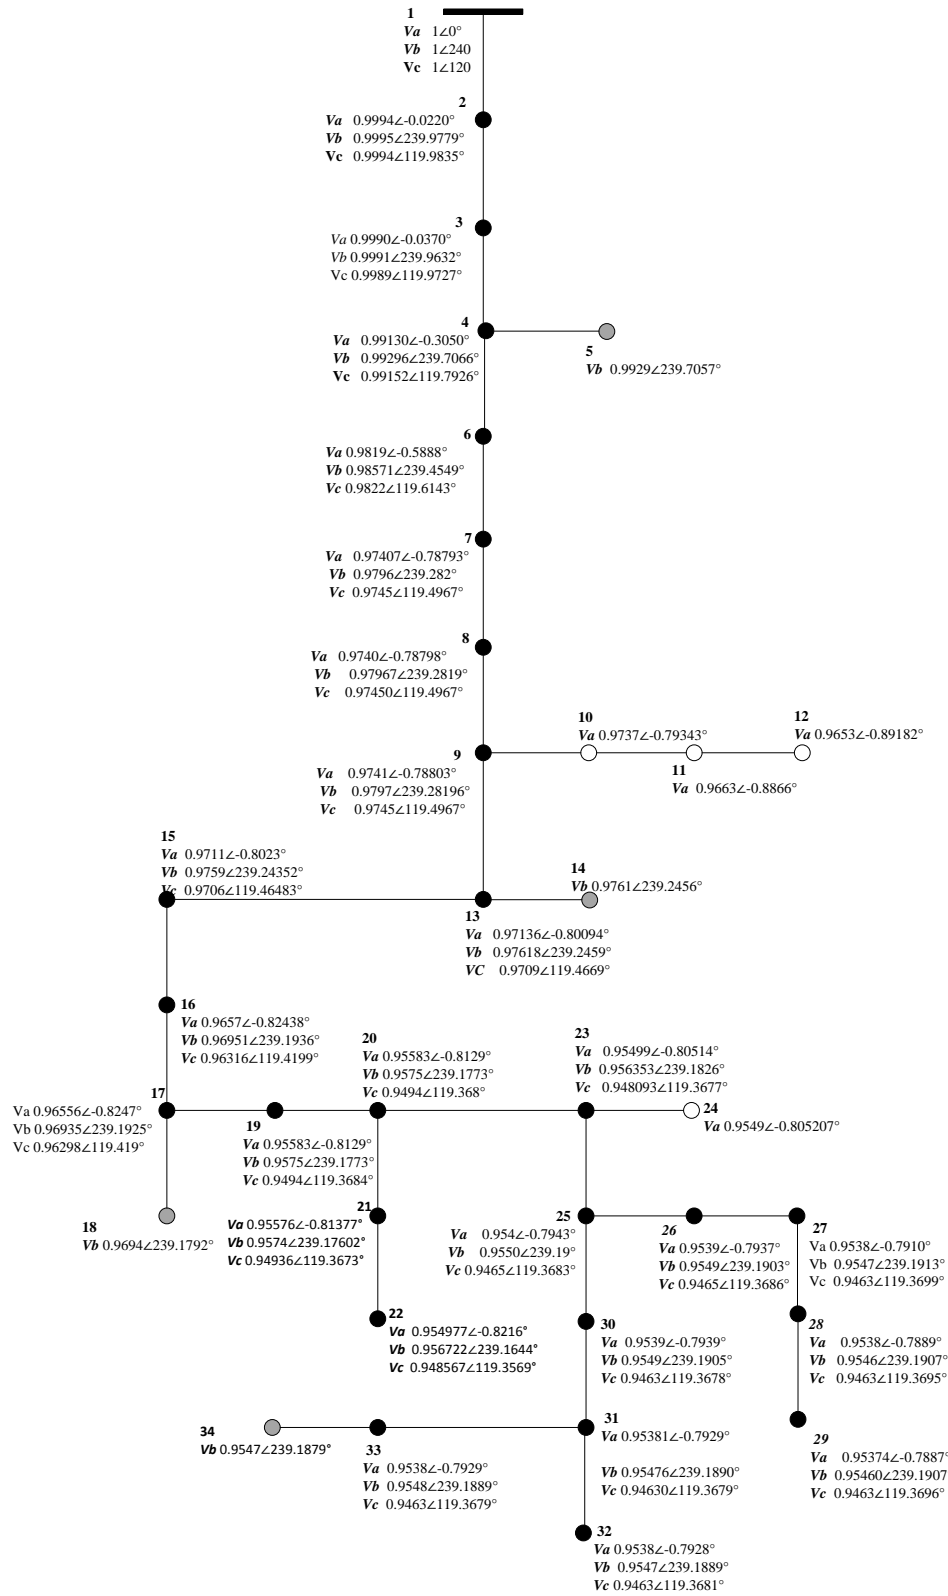 1
Va 1∠0°
Vb 1∠240
Vc 1∠120
2
Va 0.9994∠-0.0220°
Vb 0.9995∠239.9779°
Vc 0.9994∠119.9835°
3
Va 0.9990∠-0.0370°
Vb 0.9991∠239.9632°
Vc 0.9989∠119.9727°
4
Va 0.99130∠-0.3050°
Vb 0.99296∠239.7066°
Vc 0.99152∠119.7926°
5
Vb 0.9929∠239.7057°
6
Va 0.9819∠-0.5888°
Vb 0.98571∠239.4549°
Vc 0.9822∠119.6143°
7
Va 0.97407∠-0.78793°
Vb 0.9796∠239.282°
Vc 0.9745∠119.4967°
8
Va 0.9740∠-0.78798°
Vb 0.97967∠239.2819°
Vc 0.97450∠119.4967°
9
Va 0.9741∠-0.78803°
Vb 0.9797∠239.28196°
Vc 0.9745∠119.4967°
10
Va 0.9737∠-0.79343°
11
Va 0.9663∠-0.8866°
12
Va 0.9653∠-0.89182°
15
Va 0.9711∠-0.8023°
Vb 0.9759∠239.24352°
Vc 0.9706∠119.46483°
14
Vb 0.9761∠239.2456°
13
Va 0.97136∠-0.80094°
Vb 0.97618∠239.2459°
VC 0.9709∠119.4669°
16
Va 0.9657∠-0.82438°
Vb 0.96951∠239.1936°
Vc 0.96316∠119.4199°
17
Va 0.96556∠-0.8247°
Vb 0.96935∠239.1925°
Vc 0.96298∠119.419°
18
Vb 0.9694∠239.1792°
19
Va 0.95583∠-0.8129°
Vb 0.9575∠239.1773°
Vc 0.9494∠119.3684°
20
Va 0.95583∠-0.8129°
Vb 0.9575∠239.1773°
Vc 0.9494∠119.368°
23
Va 0.95499∠-0.80514°
Vb 0.956353∠239.1826°
Vc 0.948093∠119.3677°
24
Va 0.9549∠-0.805207°
21
Va 0.95576∠-0.81377°
Vb 0.9574∠239.17602°
Vc 0.94936∠119.3673°
22
Va 0.954977∠-0.8216°
Vb 0.956722∠239.1644°
Vc 0.948567∠119.3569°
25
Va 0.954∠-0.7943°
Vb 0.9550∠239.19°
Vc 0.9465∠119.3683°
26
Va 0.9539∠-0.7937°
Vb 0.9549∠239.1903°
Vc 0.9465∠119.3686°
27
Va 0.9538∠-0.7910°
Vb 0.9547∠239.1913°
Vc 0.9463∠119.3699°
28
Va 0.9538∠-0.7889°
Vb 0.9546∠239.1907°
Vc 0.9463∠119.3695°
29
Va 0.95374∠-0.7887°
Vb 0.95460∠239.1907
Vc 0.9463∠119.3696°
30
Va 0.9539∠-0.7939°
Vb 0.9549∠239.1905°
Vc 0.9463∠119.3678°
31
Va 0.95381∠-0.7929°
Vb 0.95476∠239.1890°
Vc 0.94630∠119.3679°
34
Vb 0.9547∠239.1879°
33
Va 0.9538∠-0.7929°
Vb 0.9548∠239.1889°
Vc 0.9463∠119.3679°
32
Va 0.9538∠-0.7928°
Vb 0.9547∠239.1889°
Vc 0.9463∠119.3681°